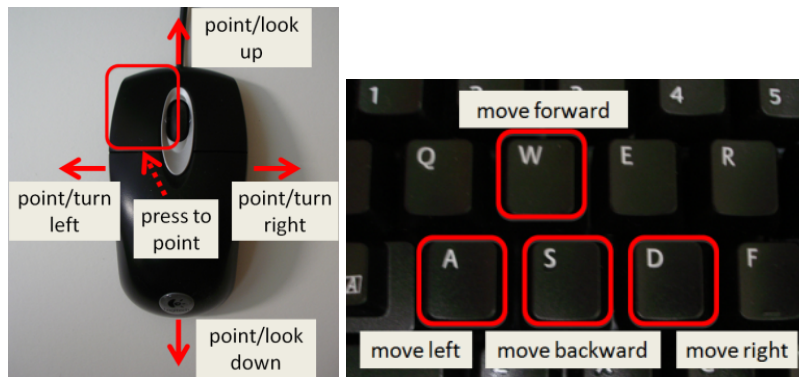 point/look
up
point/turn
left
press to
point
point/turn
right
point/look
down
1
3
4
5
move forward
Q
W
E
R
A
S
D
F
A
move left
move backward
move right